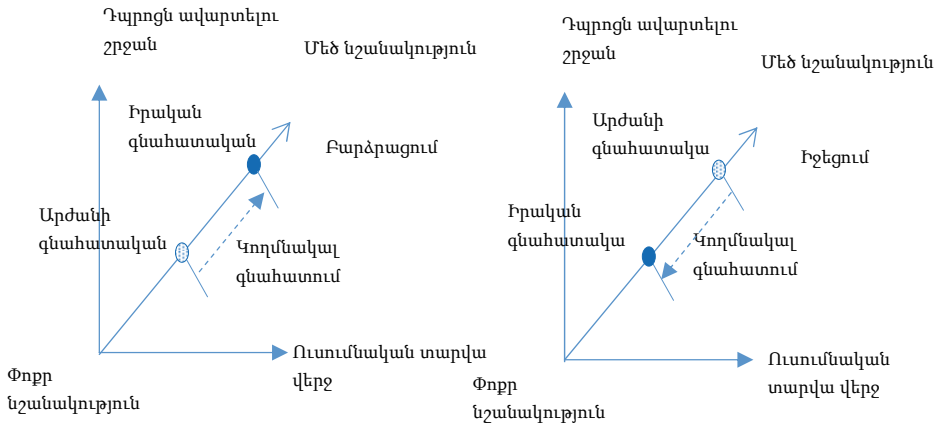 Դպրոցն ավարտելու
շրջան
Մեծ նշանակություն
Իրական
գնահատական
Բարձրացում
Արժանի
գնահատական
Կողմնակալ
գնահատում
Ուսումնական տարվա
վերջ
Փոքր
նշանակություն
Դպրոցն ավարտելու
շրջան
Մեծ նշանակություն
Արժանի
գնահատակա
Իջեցում
Իրական
գնահատակա
Կողմնակալ
գնահատում
Ուսումնական
տարվա վերջ
Փոքր
նշանակություն